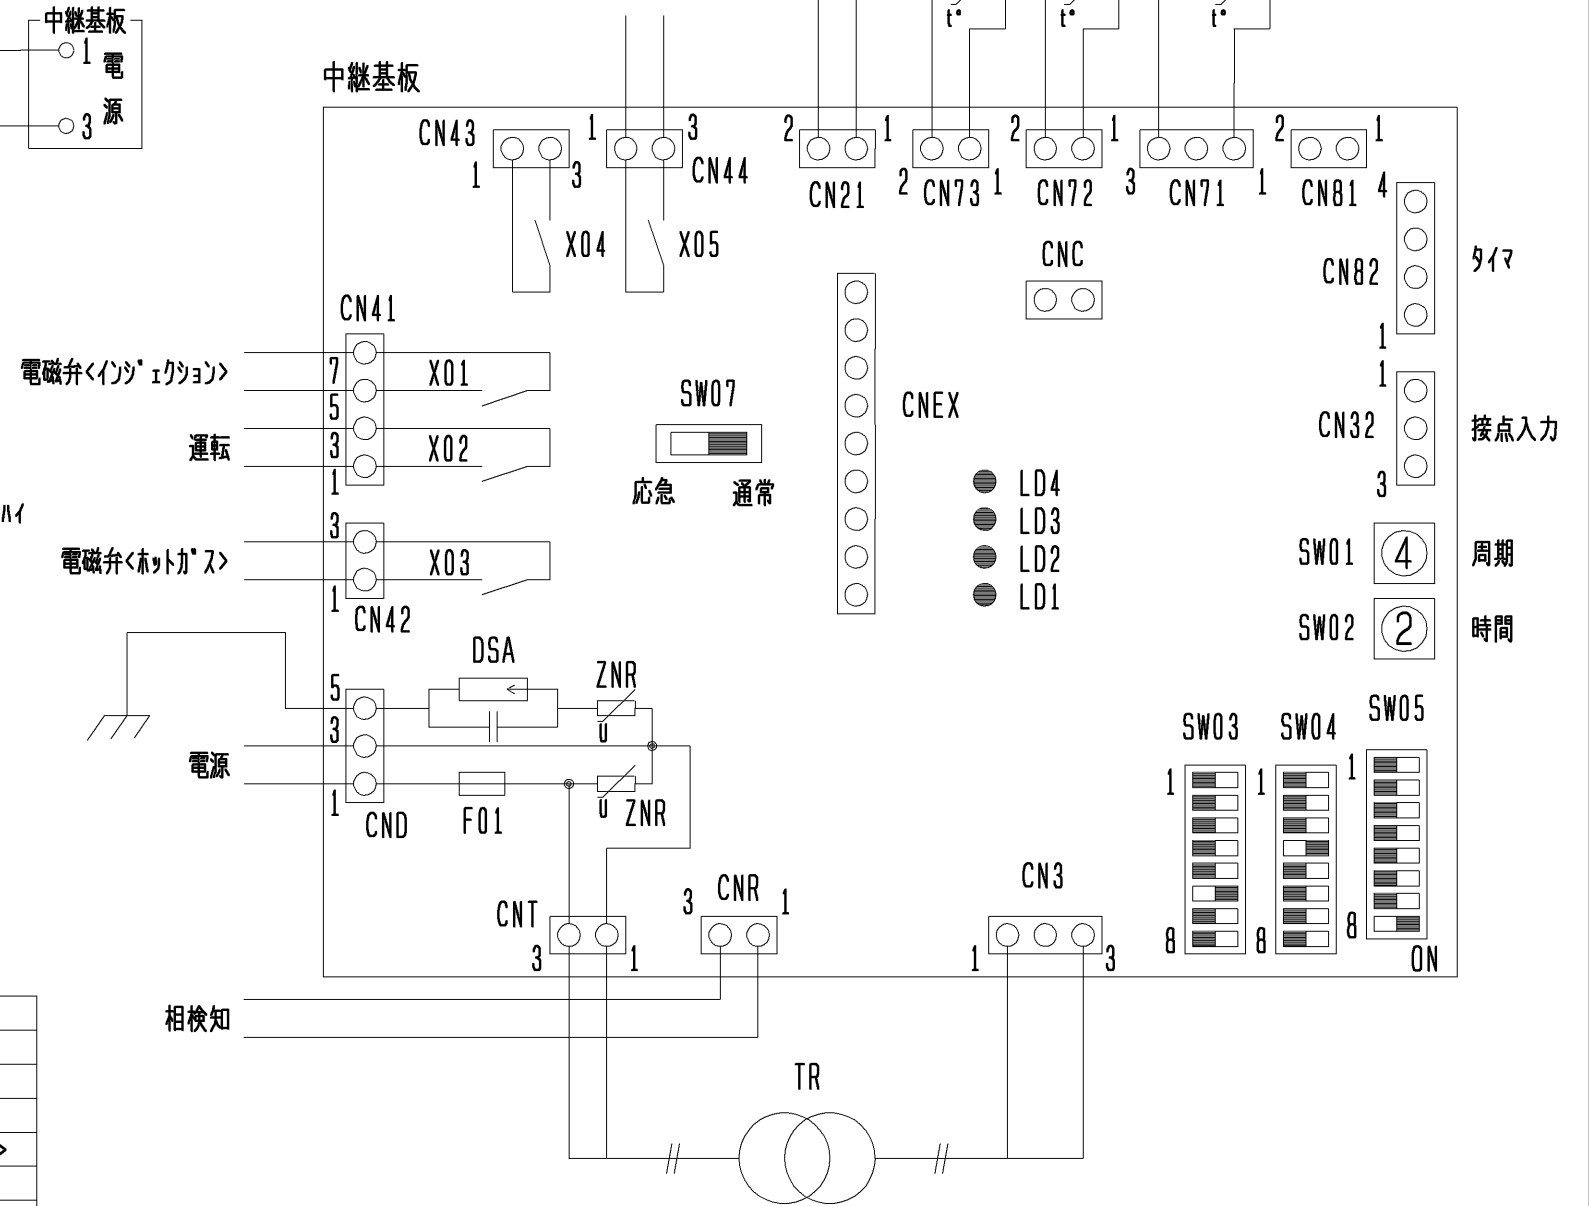 中継基板
1
電
源
3
中継基板
t°
t°
t°
CN43
1
3
1
3
CN44
2
1
CN21
2
1
CN73
2
1
CN72
3
1
CN71
2
1
CN81
4
CN82
1
タイマ
X04
X05
CNC
CN41
電磁弁<インジェクション>
7
5
X01
運転
3
1
X02
SW07
応急
通常
CNEX
1
CN32
3
接点入力
LD4
LD3
LD2
LD1
SW01
4
周期
SW02
2
時間
ハイ
電磁弁<ホットガス>
3
1
X03
CN42
DSA
ZNR
U
5
3
1
電源
CND
F01
U
ZNR
SW03
1
8
SW04
1
8
SW05
1
8
ON
CNT
3
1
3
CNR
1
CN3
1
3
相検知
TR
>